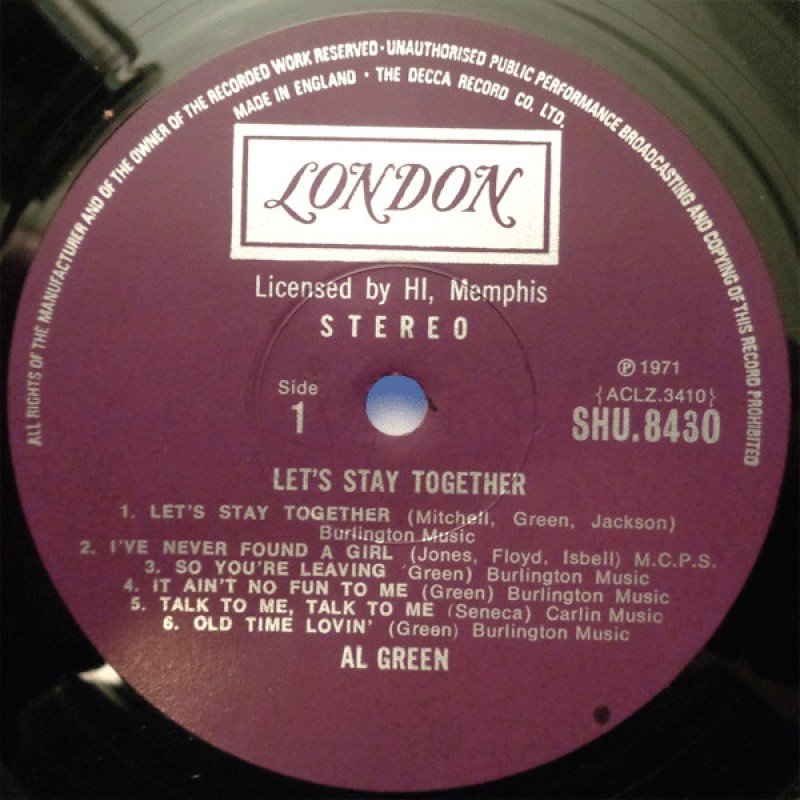 ALL RIGHTS OF THE MANUFACTURER AND OF THE OWNER OF THE RECORDED WORK RESERVED · UNAUTHORISED PUBLIC PERFORMANCE BROADCASTING AND COPYING OF THIS RECORD PROHIBITED
MADE IN ENGLAND · THE DECCA RECORD CO. LTD.
LONDON
Licensed by HI, Memphis
STEREO
℗ 1971
Side
1
{ACLZ.3410}
SHU.8430
LET'S STAY TOGETHER
1. LET'S STAY TOGETHER (Mitchell, Green, Jackson)
Burlington Music
2. I'VE NEVER FOUND A GIRL (Jones, Floyd, Isbell) M.C.P.S.
3. SO YOU'RE LEAVING (Green) Burlington Music
4. IT AIN'T NO FUN TO ME (Green) Burlington Music
5. TALK TO ME, TALK TO ME (Seneca) Carlin Music
6. OLD TIME LOVIN' (Green) Burlington Music
AL GREEN